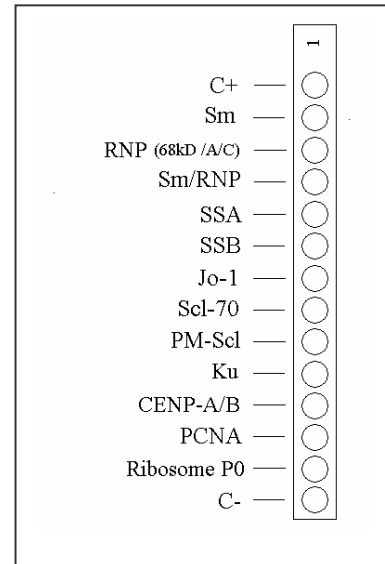 1
C+
Sm
RNP (68kD /A/C)
Sm/RNP
SSA
SSB
Jo-1
Scl-70
PM-Scl
Ku
CENP-A/B
PCNA
Ribosome P0
C-